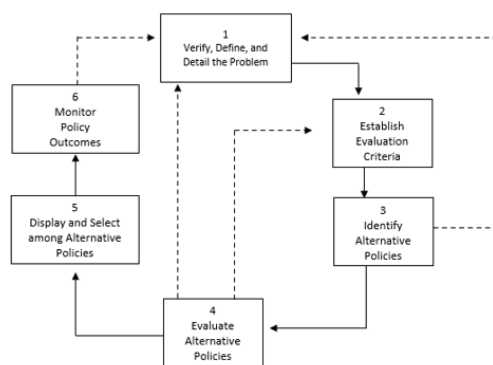 1
Verify, Define, and
Detail the Problem
2
Establish
Evaluation
Criteria
3
Identify
Alternative
Policies
4
Evaluate
Alternative
Policies
5
Display and Select
among Alternative
Policies
6
Monitor
Policy
Outcomes